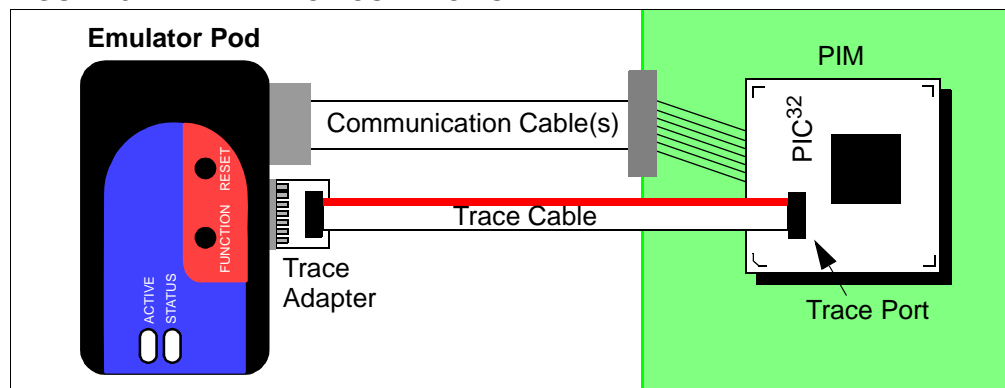 Emulator Pod
PIM
Communication Cable(s)
PIC32
RESET
FUNCTION
Trace Cable
Trace
Adapter
ACTIVE
STATUS
Trace Port